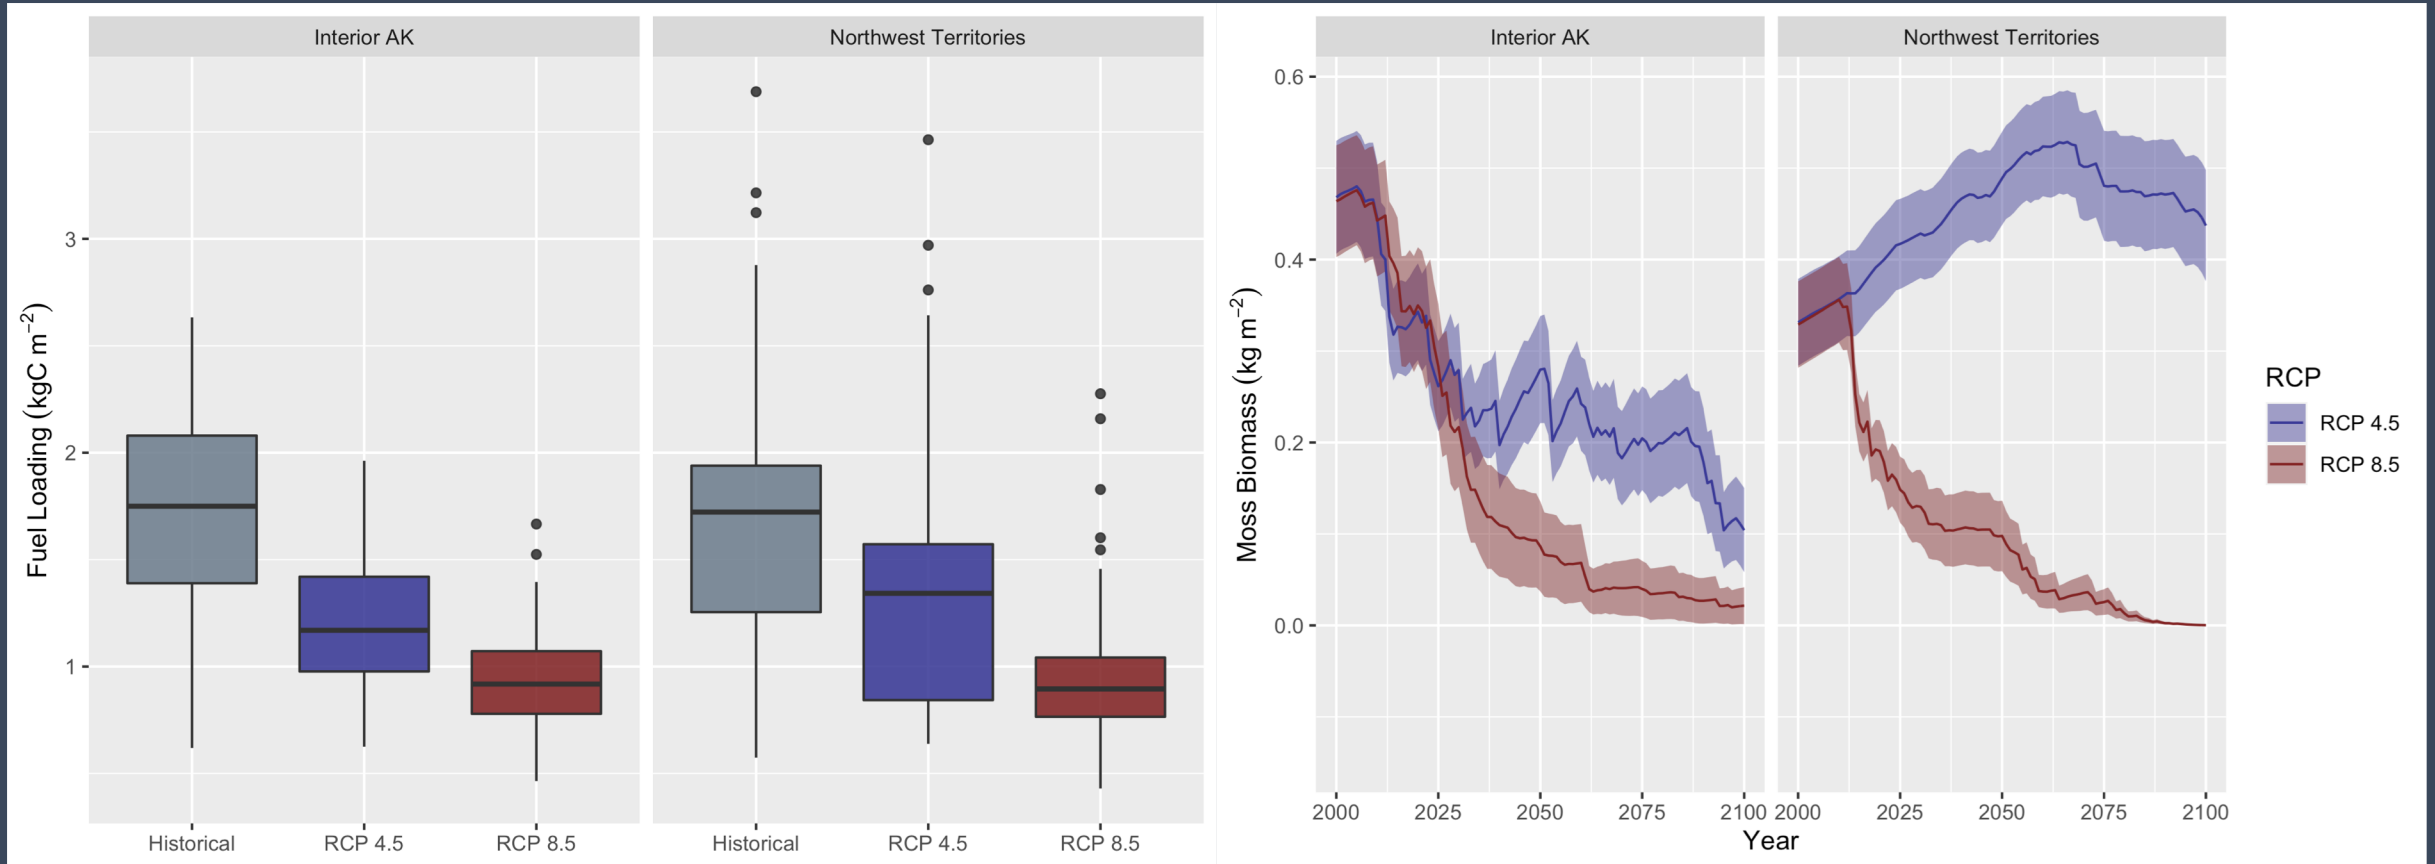 Interior AK
Northwest Territories
Fuel Loading (kgC m⁻²)
3
2
1
Historical
RCP 4.5
RCP 8.5
Historical
RCP 4.5
RCP 8.5
Interior AK
Northwest Territories
Moss Biomass (kg m⁻²)
0.6
0.4
0.2
0.0
2000
2025
2050
2075
2100
2000
2025
2050
2075
2100
Year
RCP
RCP 4.5
RCP 8.5